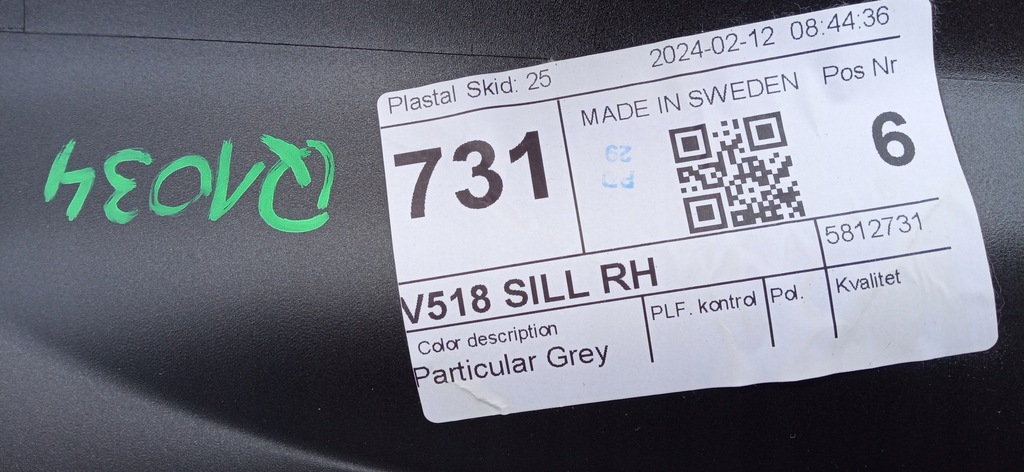 Plastal Skid: 25 2024-02-12 08:44:36
731 MADE IN SWEDEN Pos Nr
6
V518 SILL RH 5812731
Color description PLF. kontrol Pol. Kvalitet
Particular Grey
R1034